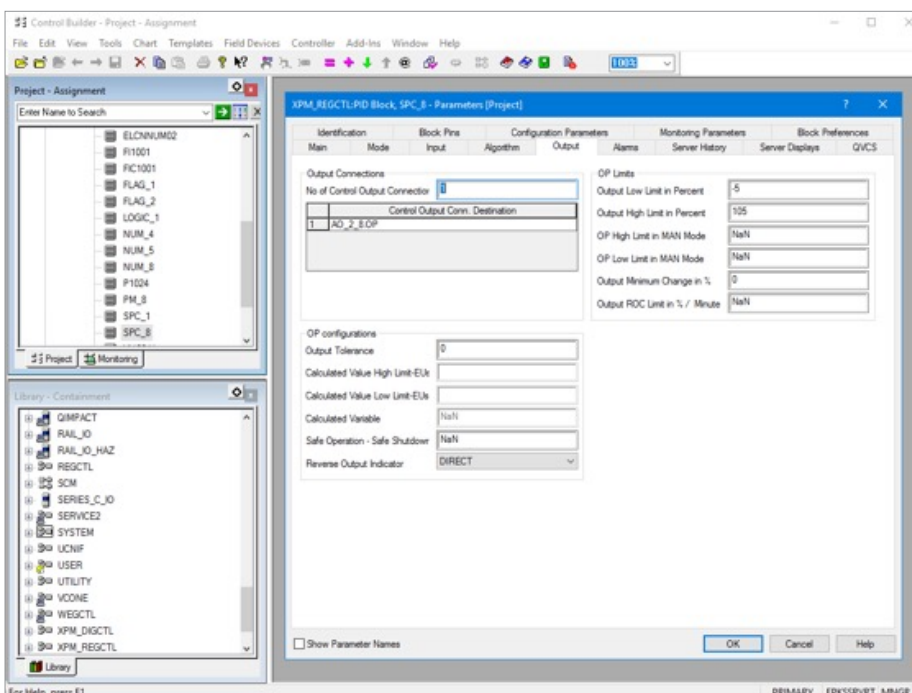 Control Builder - Project - Assignment
File Edit View Tools Chart Templates Field Devices Controller Add-Ins Window Help
100%
Project - Assignment
Enter Name to Search
ELCNNUM02
FI1001
FIC1001
FLAG_1
FLAG_2
LOGIC_1
NUM_4
NUM_5
NUM_8
P1024
PM_8
SPC_1
SPC_8
Project Monitoring
Library - Containment
QIMPACT
RAIL_IO
RAIL_IO_HAZ
REGCTL
SCM
SERIES_C_IO
SERVICE2
SYSTEM
UCNIF
USER
UTILITY
VCONE
WEGCTL
XPM_DIGCTL
XPM_REGCTL
Library
XPM_REGCTL:PID Block, SPC_8 - Parameters [Project] ?
Identification Block Pins Configuration Parameters Monitoring Parameters Block Preferences
Main Mode Input Algorithm Output Alarms Server History Server Displays QVCS
Output Connections
No of Control Output Connection 1
Control Output Conn. Destination
1 AO_2_8.OP
OP Limits
Output Low Limit in Percent -5
Output High Limit in Percent 105
OP High Limit in MAN Mode NaN
OP Low Limit in MAN Mode NaN
Output Minimum Change in % 0
Output ROC Limit in % / Minute NaN
OP configurations
Output Tolerance 0
Calculated Value High Limit-EUs
Calculated Value Low Limit-EUs
Calculated Variable NaN
Safe Operation - Safe Shutdown NaN
Reverse Output Indicator DIRECT
Show Parameter Names OK Cancel Help
For Help, press F1 PRIMARY